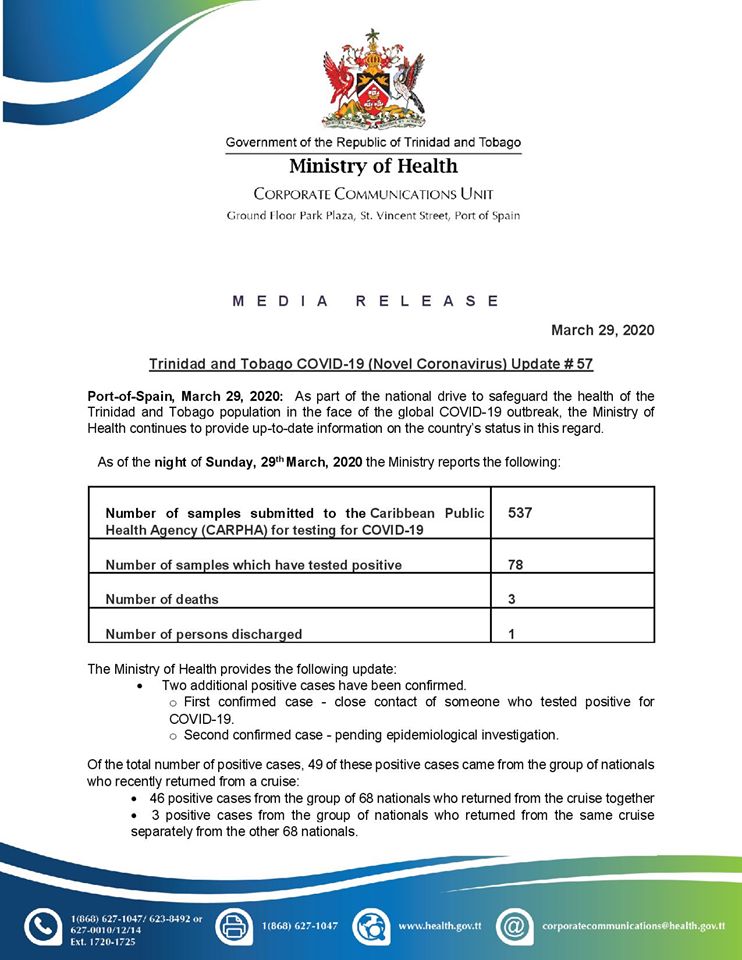 Government of the Republic of Trinidad and Tobago
Ministry of Health
CORPORATE COMMUNICATIONS UNIT
Ground Floor Park Plaza, St. Vincent Street, Port of Spain
MEDIA RELEASE
March 29, 2020
Trinidad and Tobago COVID-19 (Novel Coronavirus) Update # 57
Port-of-Spain, March 29, 2020: As part of the national drive to safeguard the health of the
Trinidad and Tobago population in the face of the global COVID-19 outbreak, the Ministry of
Health continues to provide up-to-date information on the country's status in this regard.
As of the night of Sunday, 29th March, 2020 the Ministry reports the following:
Number of samples submitted to the Caribbean Public 537
Health Agency (CARPHA) for testing for COVID-19
Number of samples which have tested positive 78
Number of deaths 3
Number of persons discharged 1
The Ministry of Health provides the following update:
• Two additional positive cases have been confirmed.
o First confirmed case - close contact of someone who tested positive for
COVID-19.
o Second confirmed case - pending epidemiological investigation.
Of the total number of positive cases, 49 of these positive cases came from the group of nationals
who recently returned from a cruise:
• 46 positive cases from the group of 68 nationals who returned from the cruise together
• 3 positive cases from the group of nationals who returned from the same cruise
separately from the other 68 nationals.
1(868) 627-1047/ 623-8492 or
627-0010/12/14
Ext. 1720-1725
1(868) 627-1047
www.health.gov.tt
@
corporatecommunications@health.gov.tt